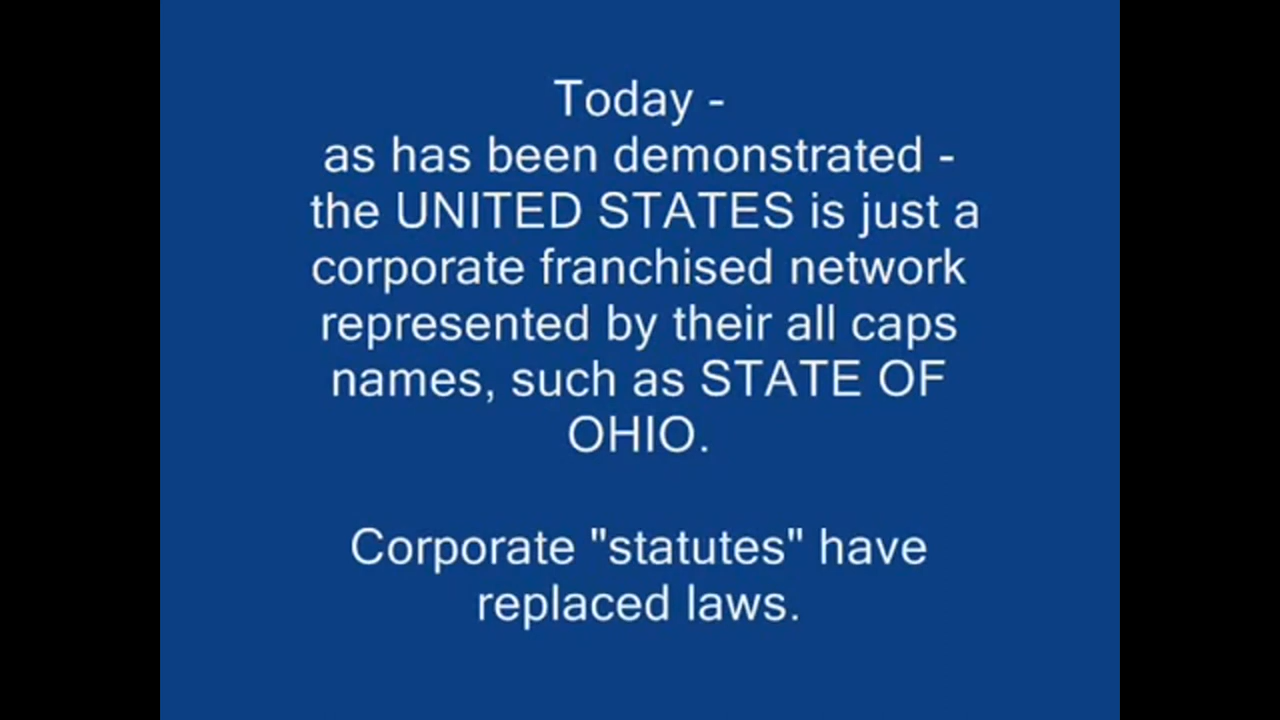 Today -
as has been demonstrated -
the UNITED STATES is just a
corporate franchised network
represented by their all caps
names, such as STATE OF
OHIO.
Corporate "statutes" have
replaced laws.